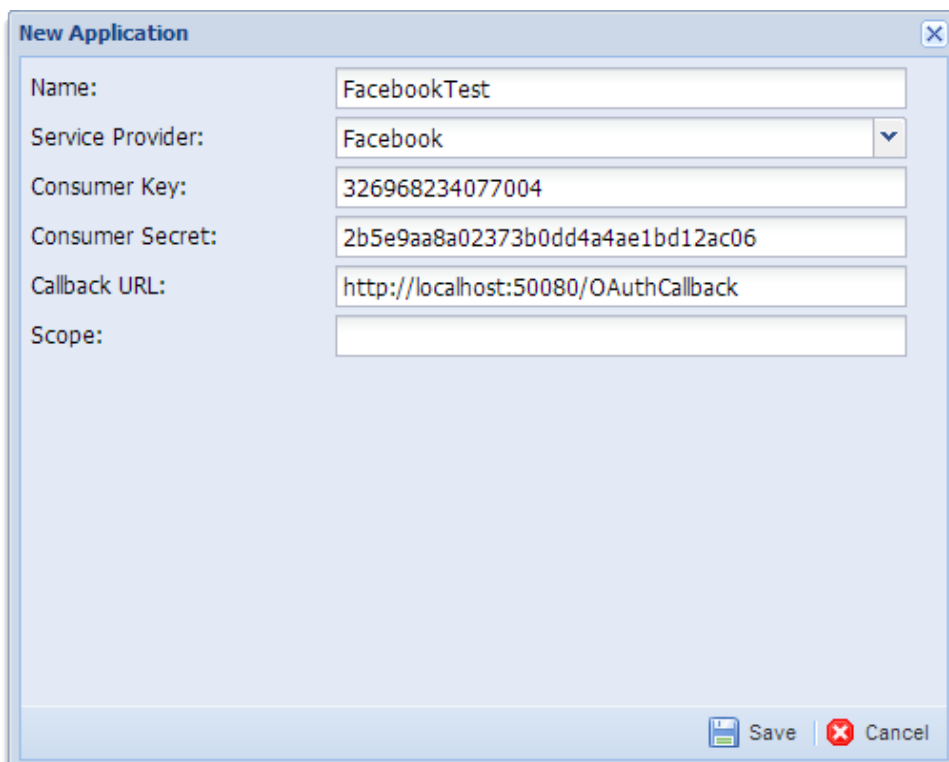 New Application
Name: FacebookTest
Service Provider: Facebook
Consumer Key: 326968234077004
Consumer Secret: 2b5e9aa8a02373b0dd4a4ae1bd12ac06
Callback URL: http://localhost:50080/OAuthCallback
Scope:
Save Cancel